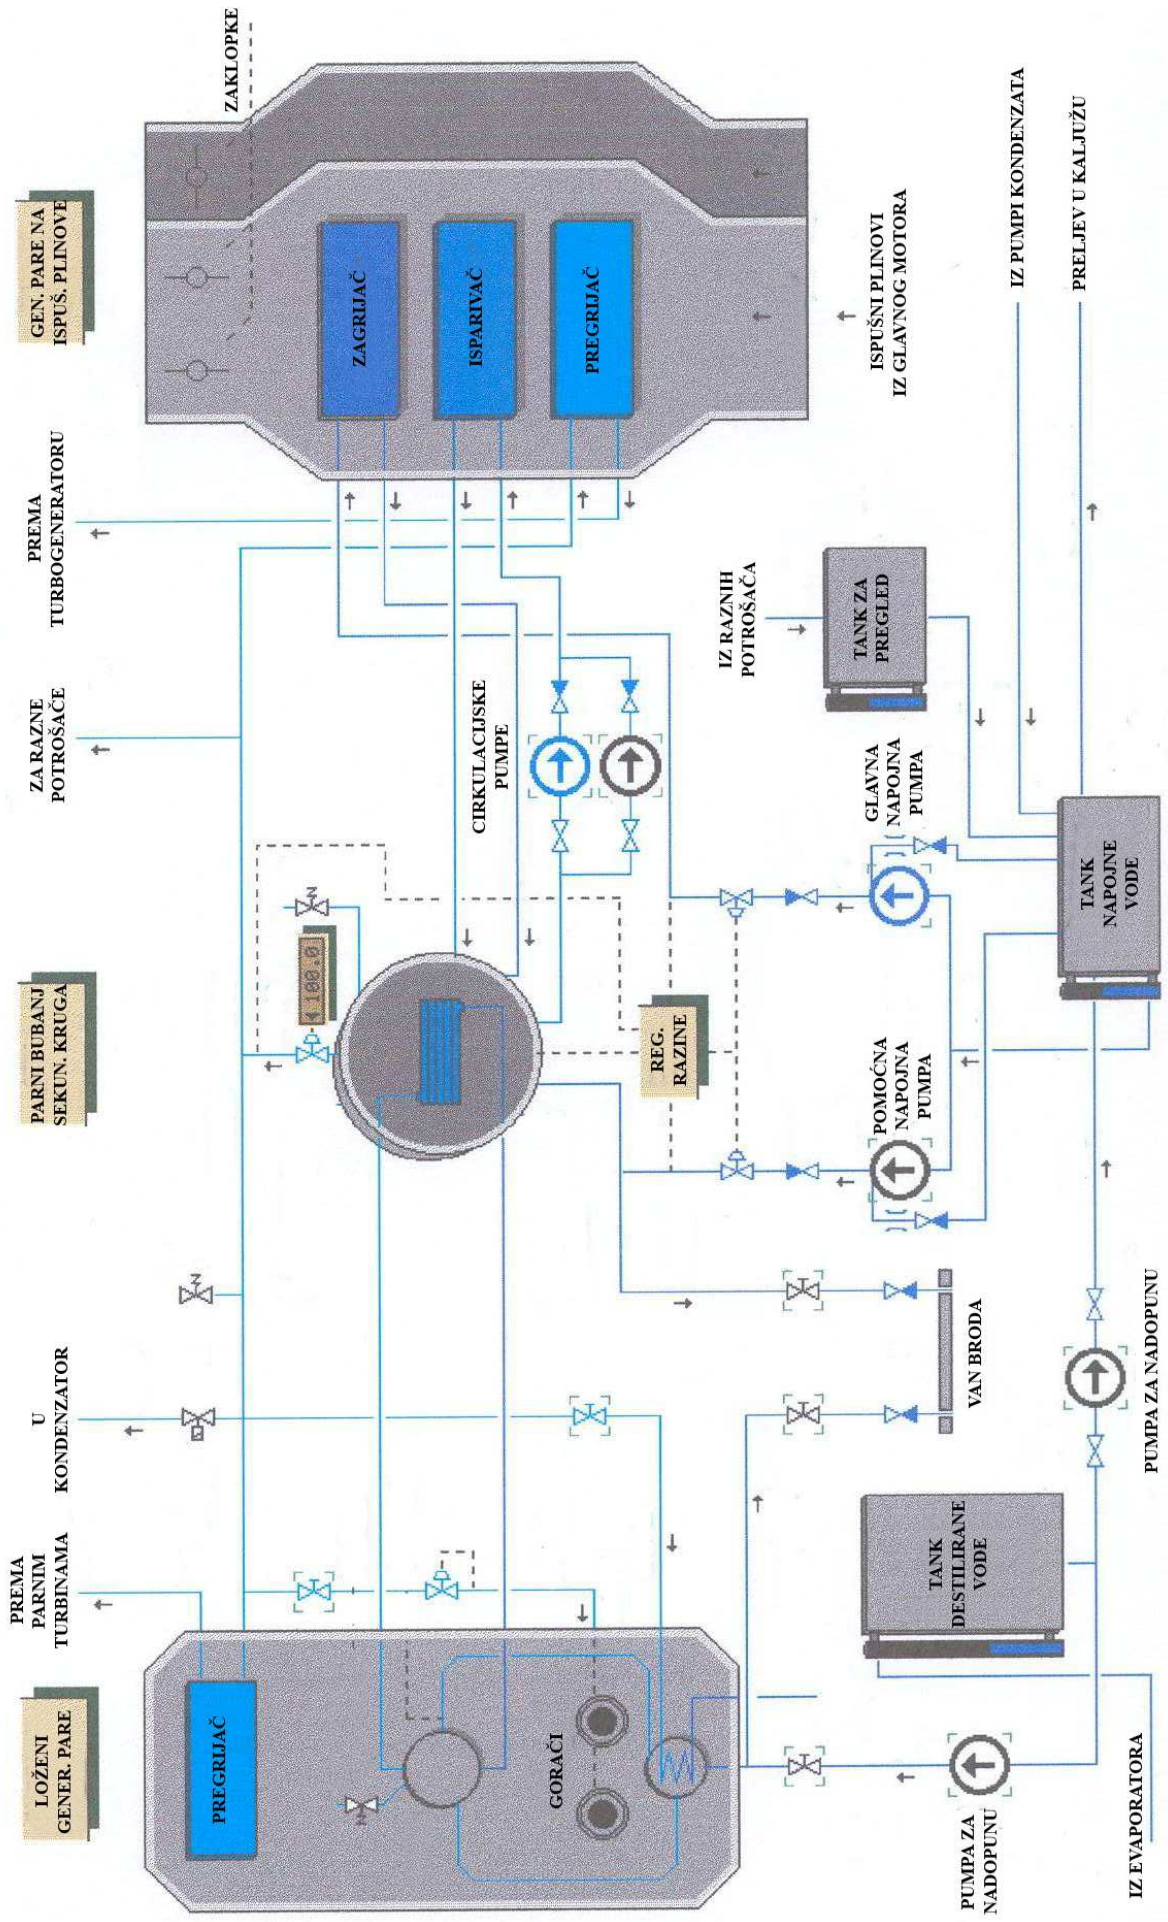 LOŽENI
GENER. PARE
PARNI BUBANJ
SEKUN. KRUGA
GEN. PARE NA
ISPUŠ. PLINOVE
PREMA
PARNIM
TURBINAMA
U
KONDENZATOR
ZA RAZNE
POTROŠAČE
PREMA
TURBOGENERATORU
ZAKLOPKE
PREGRIJAČ
100.0
ZAGRIJAČ
ISPARIVAČ
PREGRIJAČ
CIRKULACIJSKE
PUMPE
GORAČI
REG.
RAZINE
IZ RAZNIH
POTROŠAČA
ISPUŠNI PLINOVI
IZ GLAVNOG MOTORA
POMOĆNA
NAPOJNA
PUMPA
GLAVNA
NAPOJNA
PUMPA
TANK ZA
PREGLED
VAN BRODA
TANK
DESTILIRANE
VODE
IZ PUMPI KONDENZATA
PRELJEV U KALJUŽU
TANK
NAPOJNE
VODE
PUMPA ZA
NADOPUNU
PUMPA ZA NADOPUNU
IZ EVAPORATORA